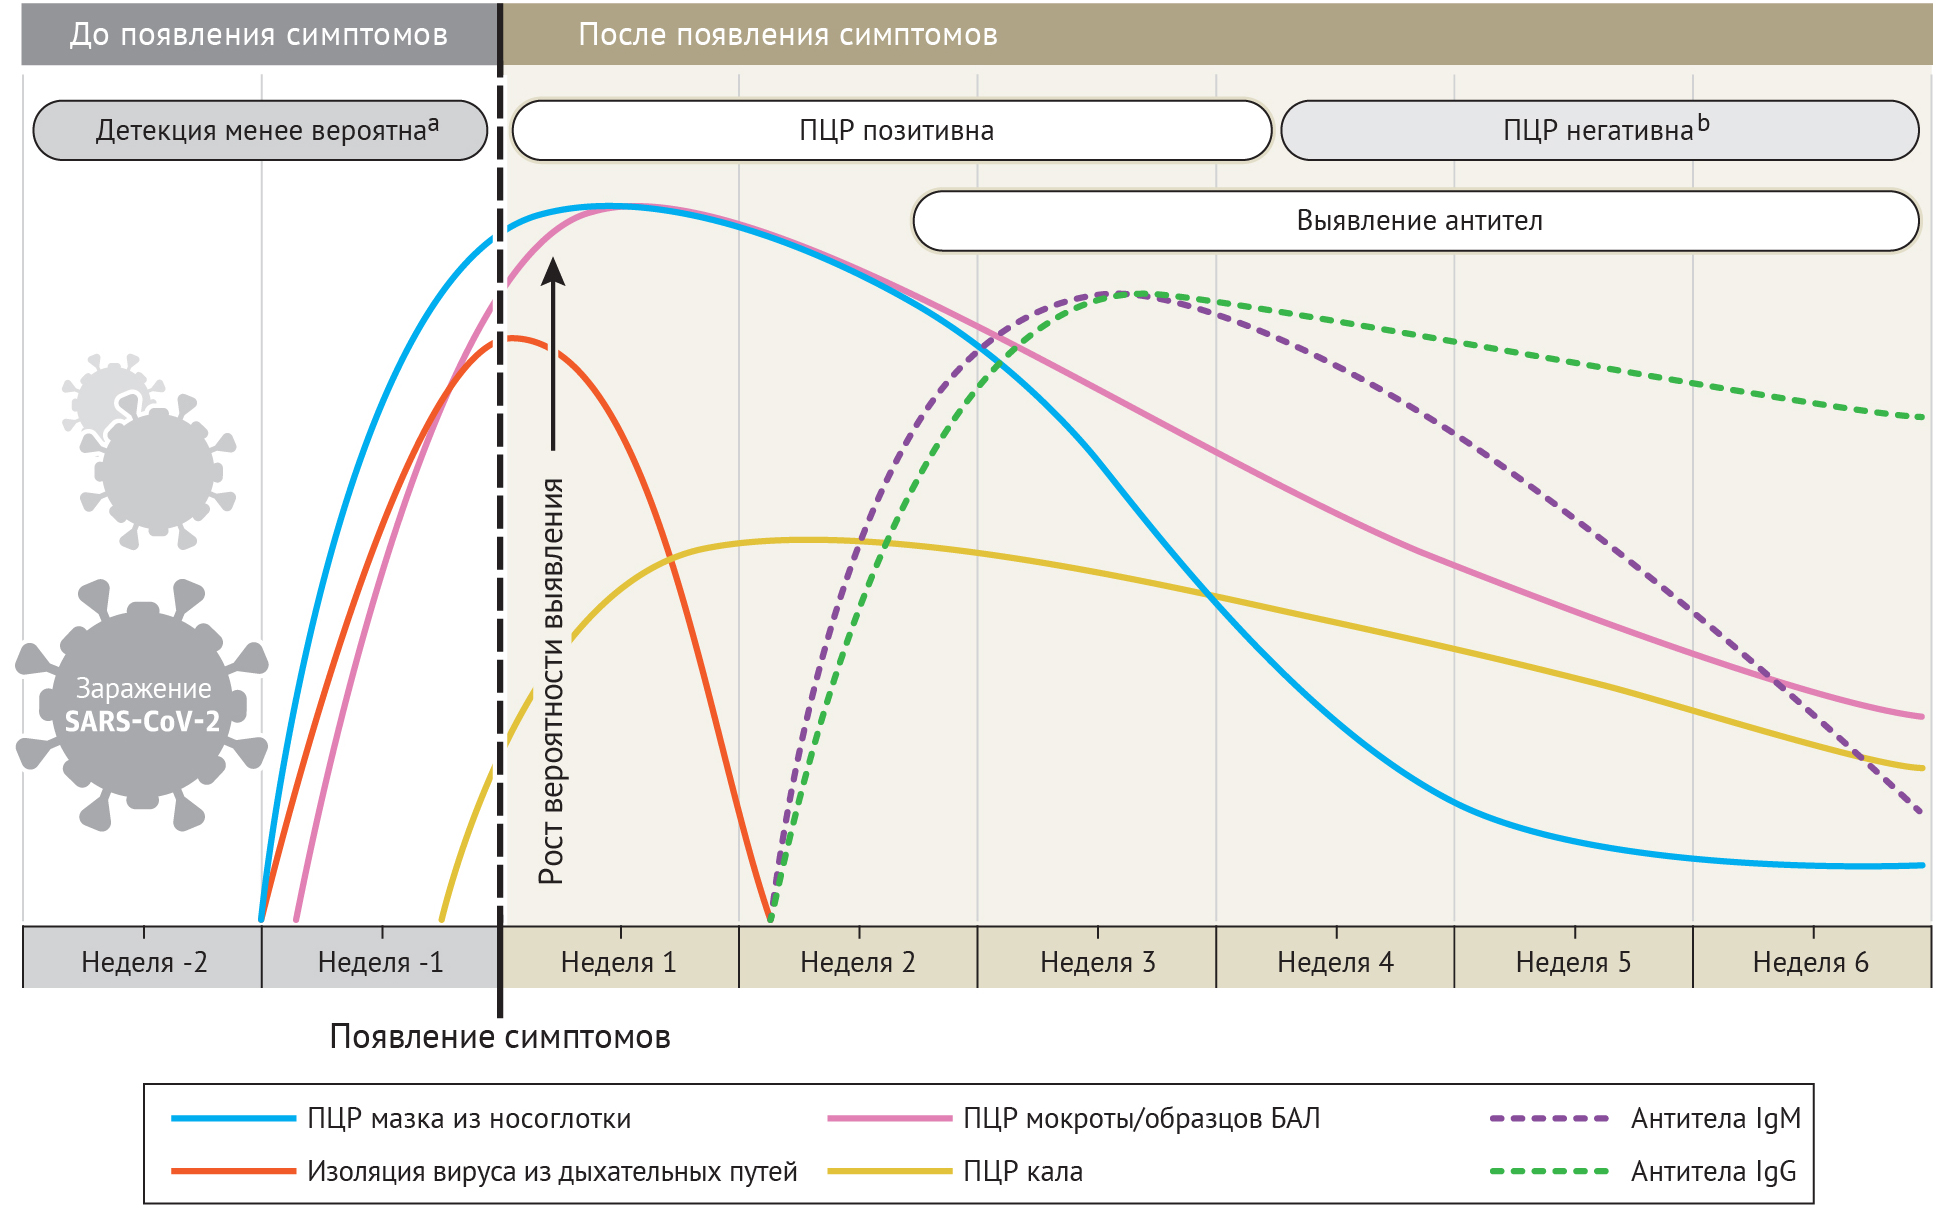 До появления симптомов
После появления симптомов
Детекция менее вероятнаᵃ
ПЦР позитивна
ПЦР негативнаᵇ
Выявление антител
Рост вероятности выявления
Заражение
SARS-CoV-2
Неделя -2
Неделя -1
Неделя 1
Неделя 2
Неделя 3
Неделя 4
Неделя 5
Неделя 6
Появление симптомов
ПЦР мазка из носоглотки
ПЦР мокроты/образцов БАЛ
Антитела IgM
Изоляция вируса из дыхательных путей
ПЦР кала
Антитела IgG